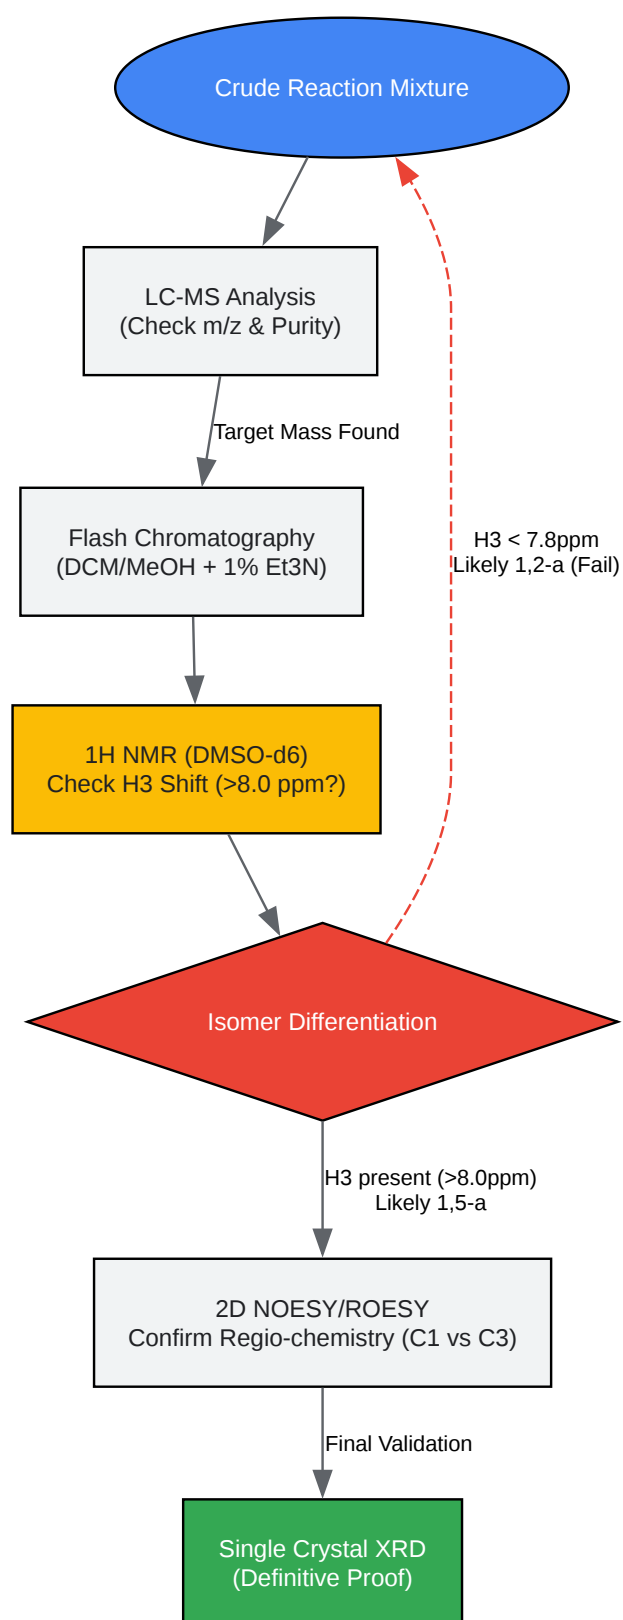 Crude Reaction Mixture
LC-MS Analysis
(Check m/z & Purity)
Target Mass Found
Flash Chromatography
(DCM/MeOH + 1% Et3N)
H3 < 7.8ppm
Likely 1,2-a (Fail)
1H NMR (DMSO-d6)
Check H3 Shift (>8.0 ppm?)
Isomer Differentiation
H3 present (>8.0ppm)
Likely 1,5-a
2D NOESY/ROESY
Confirm Regio-chemistry (C1 vs C3)
Final Validation
Single Crystal XRD
(Definitive Proof)